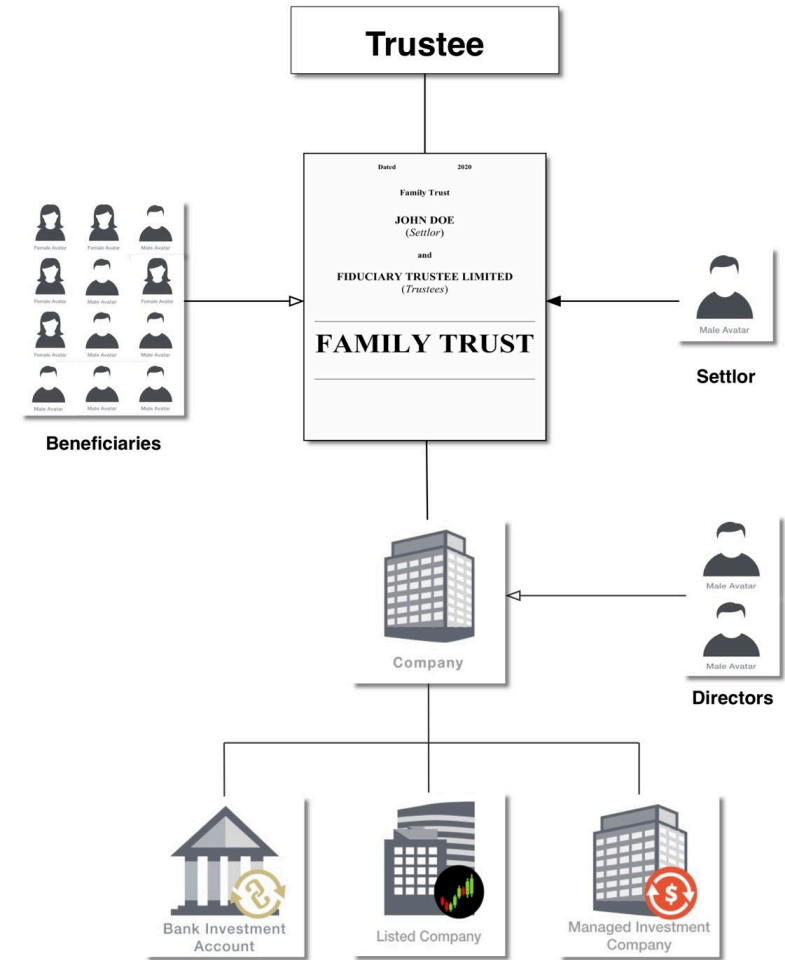 Trustee
Dated 2020
Family Trust
JOHN DOE
(Settlor)
and
FIDUCIARY TRUSTEE LIMITED
(Trustees)
FAMILY TRUST
Female Avatar Female Avatar Male Avatar
Female Avatar Male Avatar Female Avatar
Female Avatar Male Avatar Male Avatar
Male Avatar Male Avatar Male Avatar
Beneficiaries
Male Avatar
Settlor
Company
Male Avatar
Male Avatar
Directors
Bank Investment
Account
Listed Company
Managed Investment
Company
$